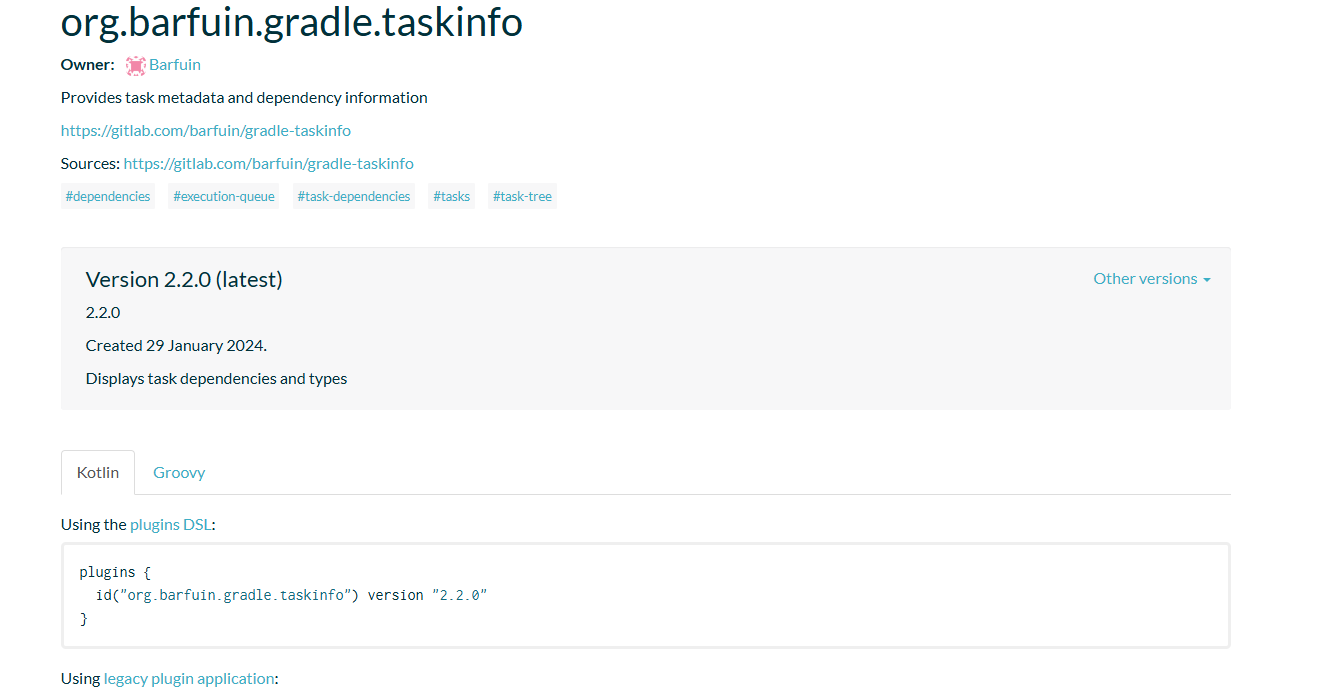 org.barfuin.gradle.taskinfo
Owner: Barfuin
Provides task metadata and dependency information
https://gitlab.com/barfuin/gradle-taskinfo
Sources: https://gitlab.com/barfuin/gradle-taskinfo
#dependencies #execution-queue #task-dependencies #tasks #task-tree
Version 2.2.0 (latest) Other versions
2.2.0
Created 29 January 2024.
Displays task dependencies and types
Kotlin Groovy
Using the plugins DSL:
plugins {
  id("org.barfuin.gradle.taskinfo") version "2.2.0"
}
Using legacy plugin application: